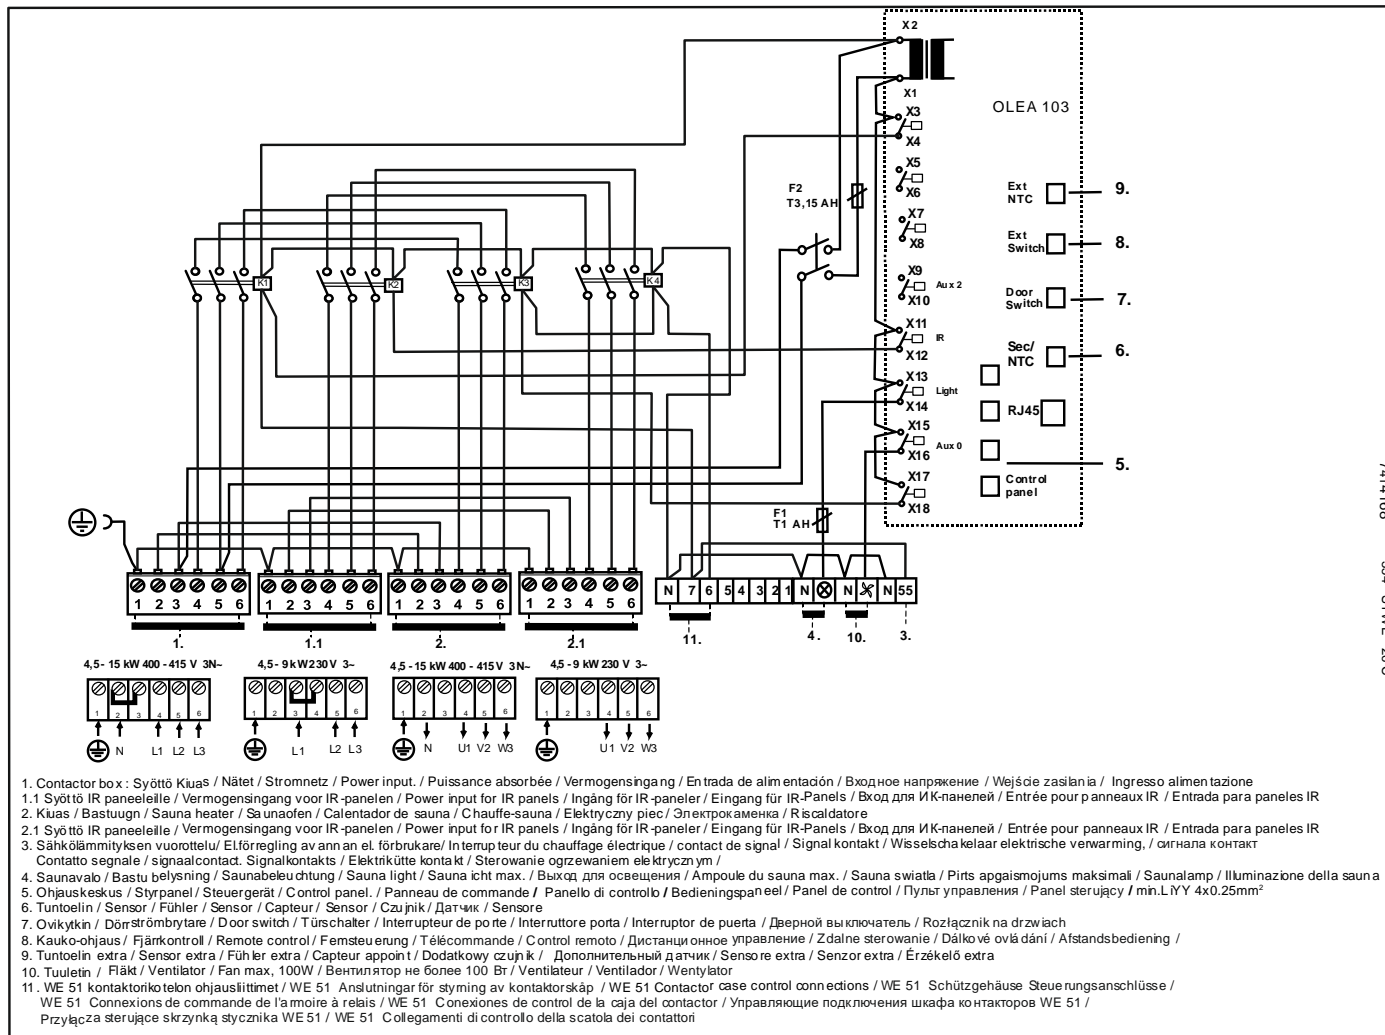 X2
X1
OLEA 103
X3
X4
X5
X6
Ext NTC
9.
F2
T3,15 AH
X7
X8
Ext Switch
8.
X9
Aux 2
X10
Door Switch
7.
K1
K2
K3
K4
X11
IR
X12
Sec/ NTC
6.
X13
Light
X14
RJ45
X15
Aux 0
X16
5.
X17
X18
Control panel
F1
T1 AH
1 2 3 4 5 6
1 2 3 4 5 6
1 2 3 4 5 6
1 2 3 4 5 6
N 7 6 5 4 3 2 1 N N N 55
1.
1.1
2.
2.1
11.
4.
10.
3.
4,5 - 15 kW 400 - 415 V 3N~
4,5 - 9 kW 230 V 3~
4,5 - 15 kW 400 - 415 V 3N~
4,5 - 9 kW 230 V 3~
1 2 3 4 5 6
1 2 3 4 5 6
1 2 3 4 5 6
1 2 3 4 5 6
N L1 L2 L3
L1 L2 L3
N U1 V2 W3
U1 V2 W3
1. Contactor box : Syöttö Kiuas / Nätet / Stromnetz / Power input. / Puissance absorbée / Vermogensingang / Entrada de alimentación / Входное напряжение / Wejście zasilania / Ingresso alimentazione
1.1 Syöttö IR paneeleille / Vermogensingang voor IR-panelen / Power input for IR panels / Ingång för IR-paneler / Eingang für IR-Panels / Вход для ИК-панелей / Entrée pour panneaux IR / Entrada para paneles IR
2. Kiuas / Bastuugn / Sauna heater / Saunaofen / Calentador de sauna / Chauffe-sauna / Elektryczny piec / Электрокаменка / Riscaldatore
2.1 Syöttö IR paneeleille / Vermogensingang voor IR-panelen / Power input for IR panels / Ingång för IR-paneler / Eingang für IR-Panels / Вход для ИК-панелей / Entrée pour panneaux IR / Entrada para paneles IR
3. Sähkölämmityksen vuorottelu/ El.förregling av annan el. förbrukare/ Interrupteur du chauffage électrique / contact de signal / Signal kontakt / Wisselschakelaar elektrische verwarming, / сигнала контакт
Contatto segnale / signaalcontact. Signalkontakts / Elektrikütte kontakt / Sterowanie ogrzewaniem elektrycznym /
4. Saunavalo / Bastu belysning / Saunabeleuchtung / Sauna light / Sauna icht max. / Выход для освещения / Ampoule du sauna max. / Sauna swiatla / Pirts apgaismojums maksimali / Saunalamp / Illuminazione della sauna
5. Ohjauskeskus / Styrpanel / Steuergerät / Control panel. / Panneau de commande / Panello di controllo / Bedieningspaneel / Panel de control / Пульт управления / Panel sterujący / min.LiYY 4x0.25mm²
6. Tuntoelin / Sensor / Fühler / Sensor / Capteur / Sensor / Czujnik / Датчик / Sensore
7. Ovikytkin / Dörrströmbrytare / Door switch / Türschalter / Interrupteur de porte / Interruttore porta / Interruptor de puerta / Дверной выключатель / Rozłącznik na drzwiach
8. Kauko-ohjaus / Fjärrkontroll / Remote control / Fernsteuerung / Télécommande / Control remoto / Дистанционное управление / Zdalne sterowanie / Dálkové ovládání / Afstandsbediening /
9. Tuntoelin extra / Sensor extra / Fühler extra / Capteur appoint / Dodatkowy czujnik / Дополнительный датчик / Sensore extra / Senzor extra / Érzékelő extra
10. Tuuletin / Fläkt / Ventilator / Fan max, 100W / Вентилятор не более 100 Вт / Ventilateur / Ventilador / Wentylator
11. WE 51 kontaktorikotelon ohjausliittimet / WE 51 Anslutningar för styrning av kontaktorskåp / WE 51 Contactor case control connections / WE 51 Schützgehäuse Steuerungsanschlüsse /
WE 51 Connexions de commande de l'armoire à relais / WE 51 Conexiones de control de la caja del contactor / Управляющие подключения шкафа контакторов WE 51 /
Przyłącza sterujące skrzynką stycznika WE 51 / WE 51 Collegamenti di controllo della scatola dei contattori